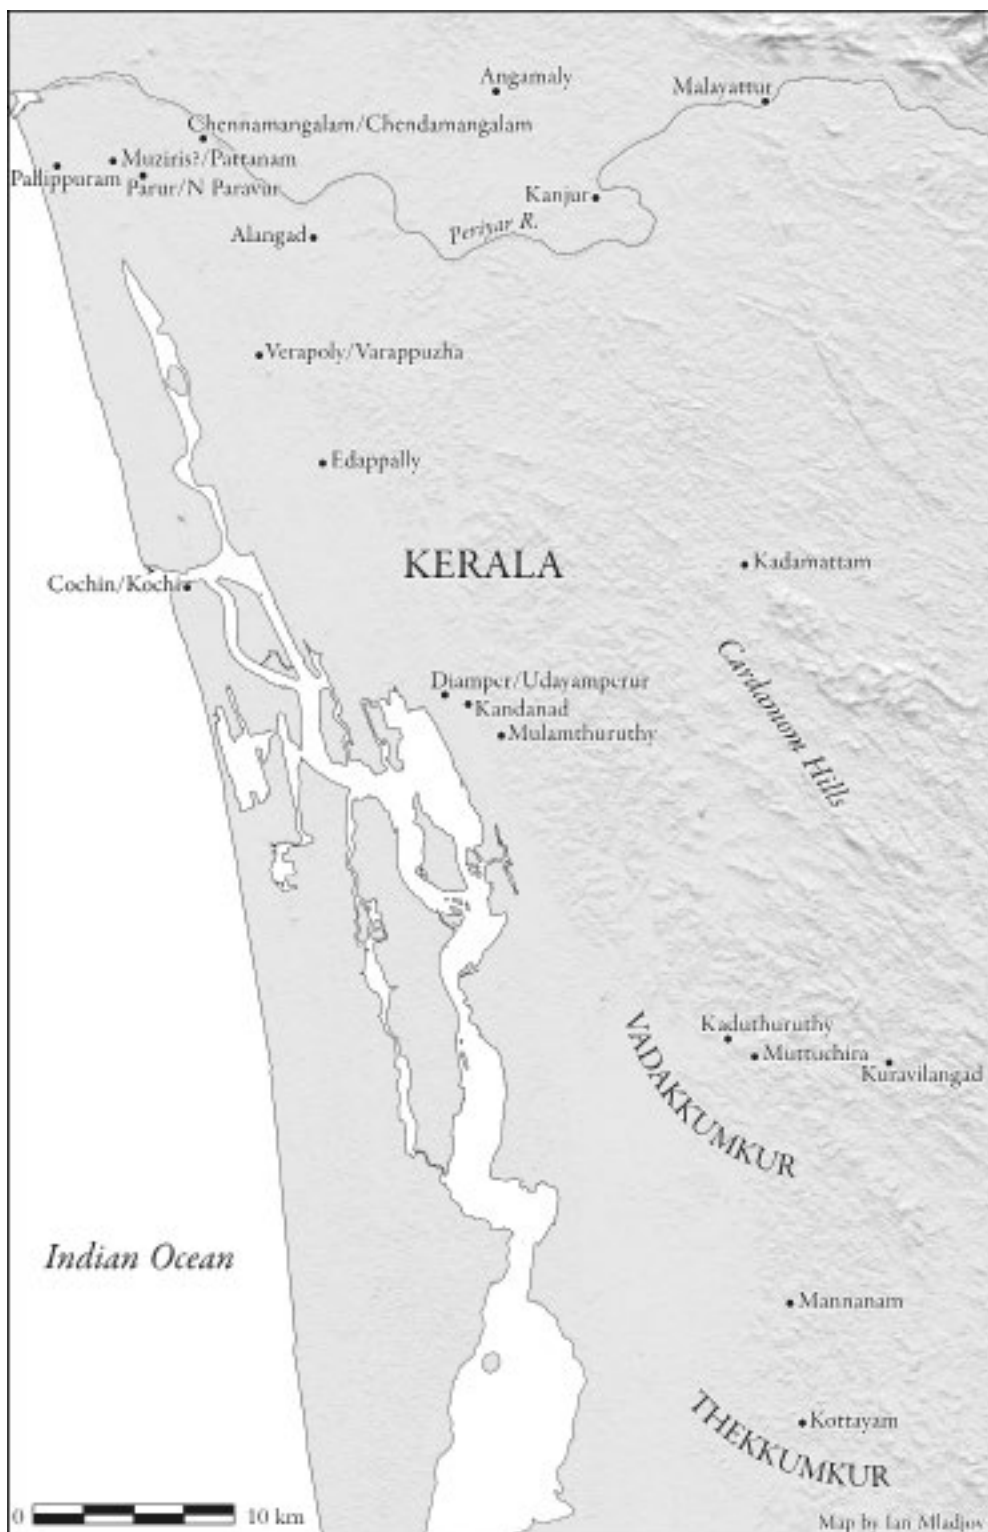 Angamaly
Malayattur
Chennamangalam/Chendamangalam
Muziris?/Pattanam
Pallippuram
Parur/N Paravur
Kanjur
Periyar R.
Alangad
Verapoly/Varappuzha
Edappally
KERALA
Kadamattam
Cochin/Kochi
Cardamom Hills
Diamper/Udayamperur
Kandanad
Mulamthuruthy
VADAKKUMKUR
Kaduthuruthy
Muttuchira
Kuravilangad
Indian Ocean
Mannanam
THEKKUMKUR
Kottayam
0 10 km
Map by Ian Mladjov